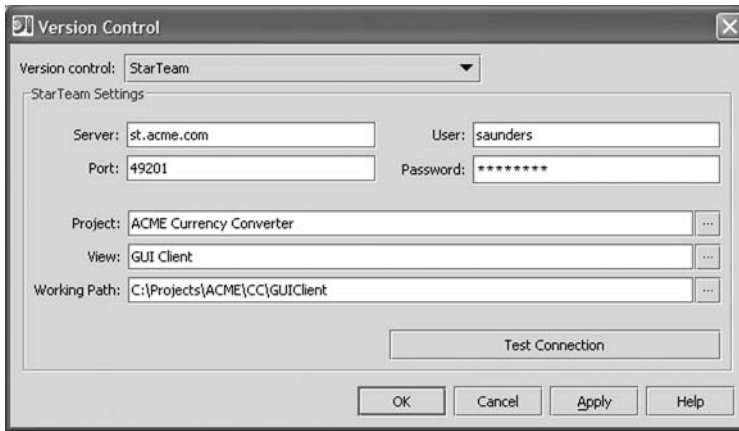 Version Control
Version control: StarTeam
StarTeam Settings
Server: st.acme.com User: saunders
Port: 49201 Password: ********
Project: ACME Currency Converter ...
View: GUI Client ...
Working Path: C:\Projects\ACME\CC\GUIClient ...
Test Connection
OK Cancel Apply Help